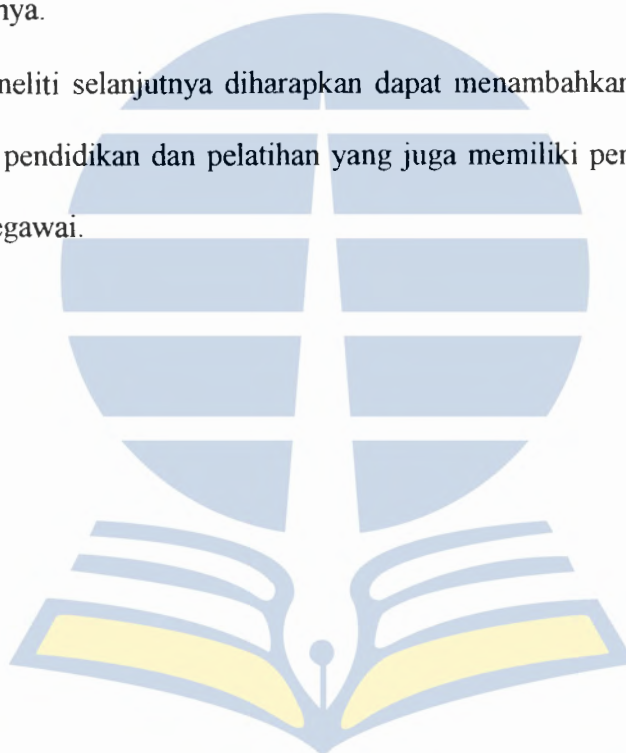 nya.
neliti selanjutnya diharapkan dapat menambahkan
pendidikan dan pelatihan yang juga memiliki per
egawai.